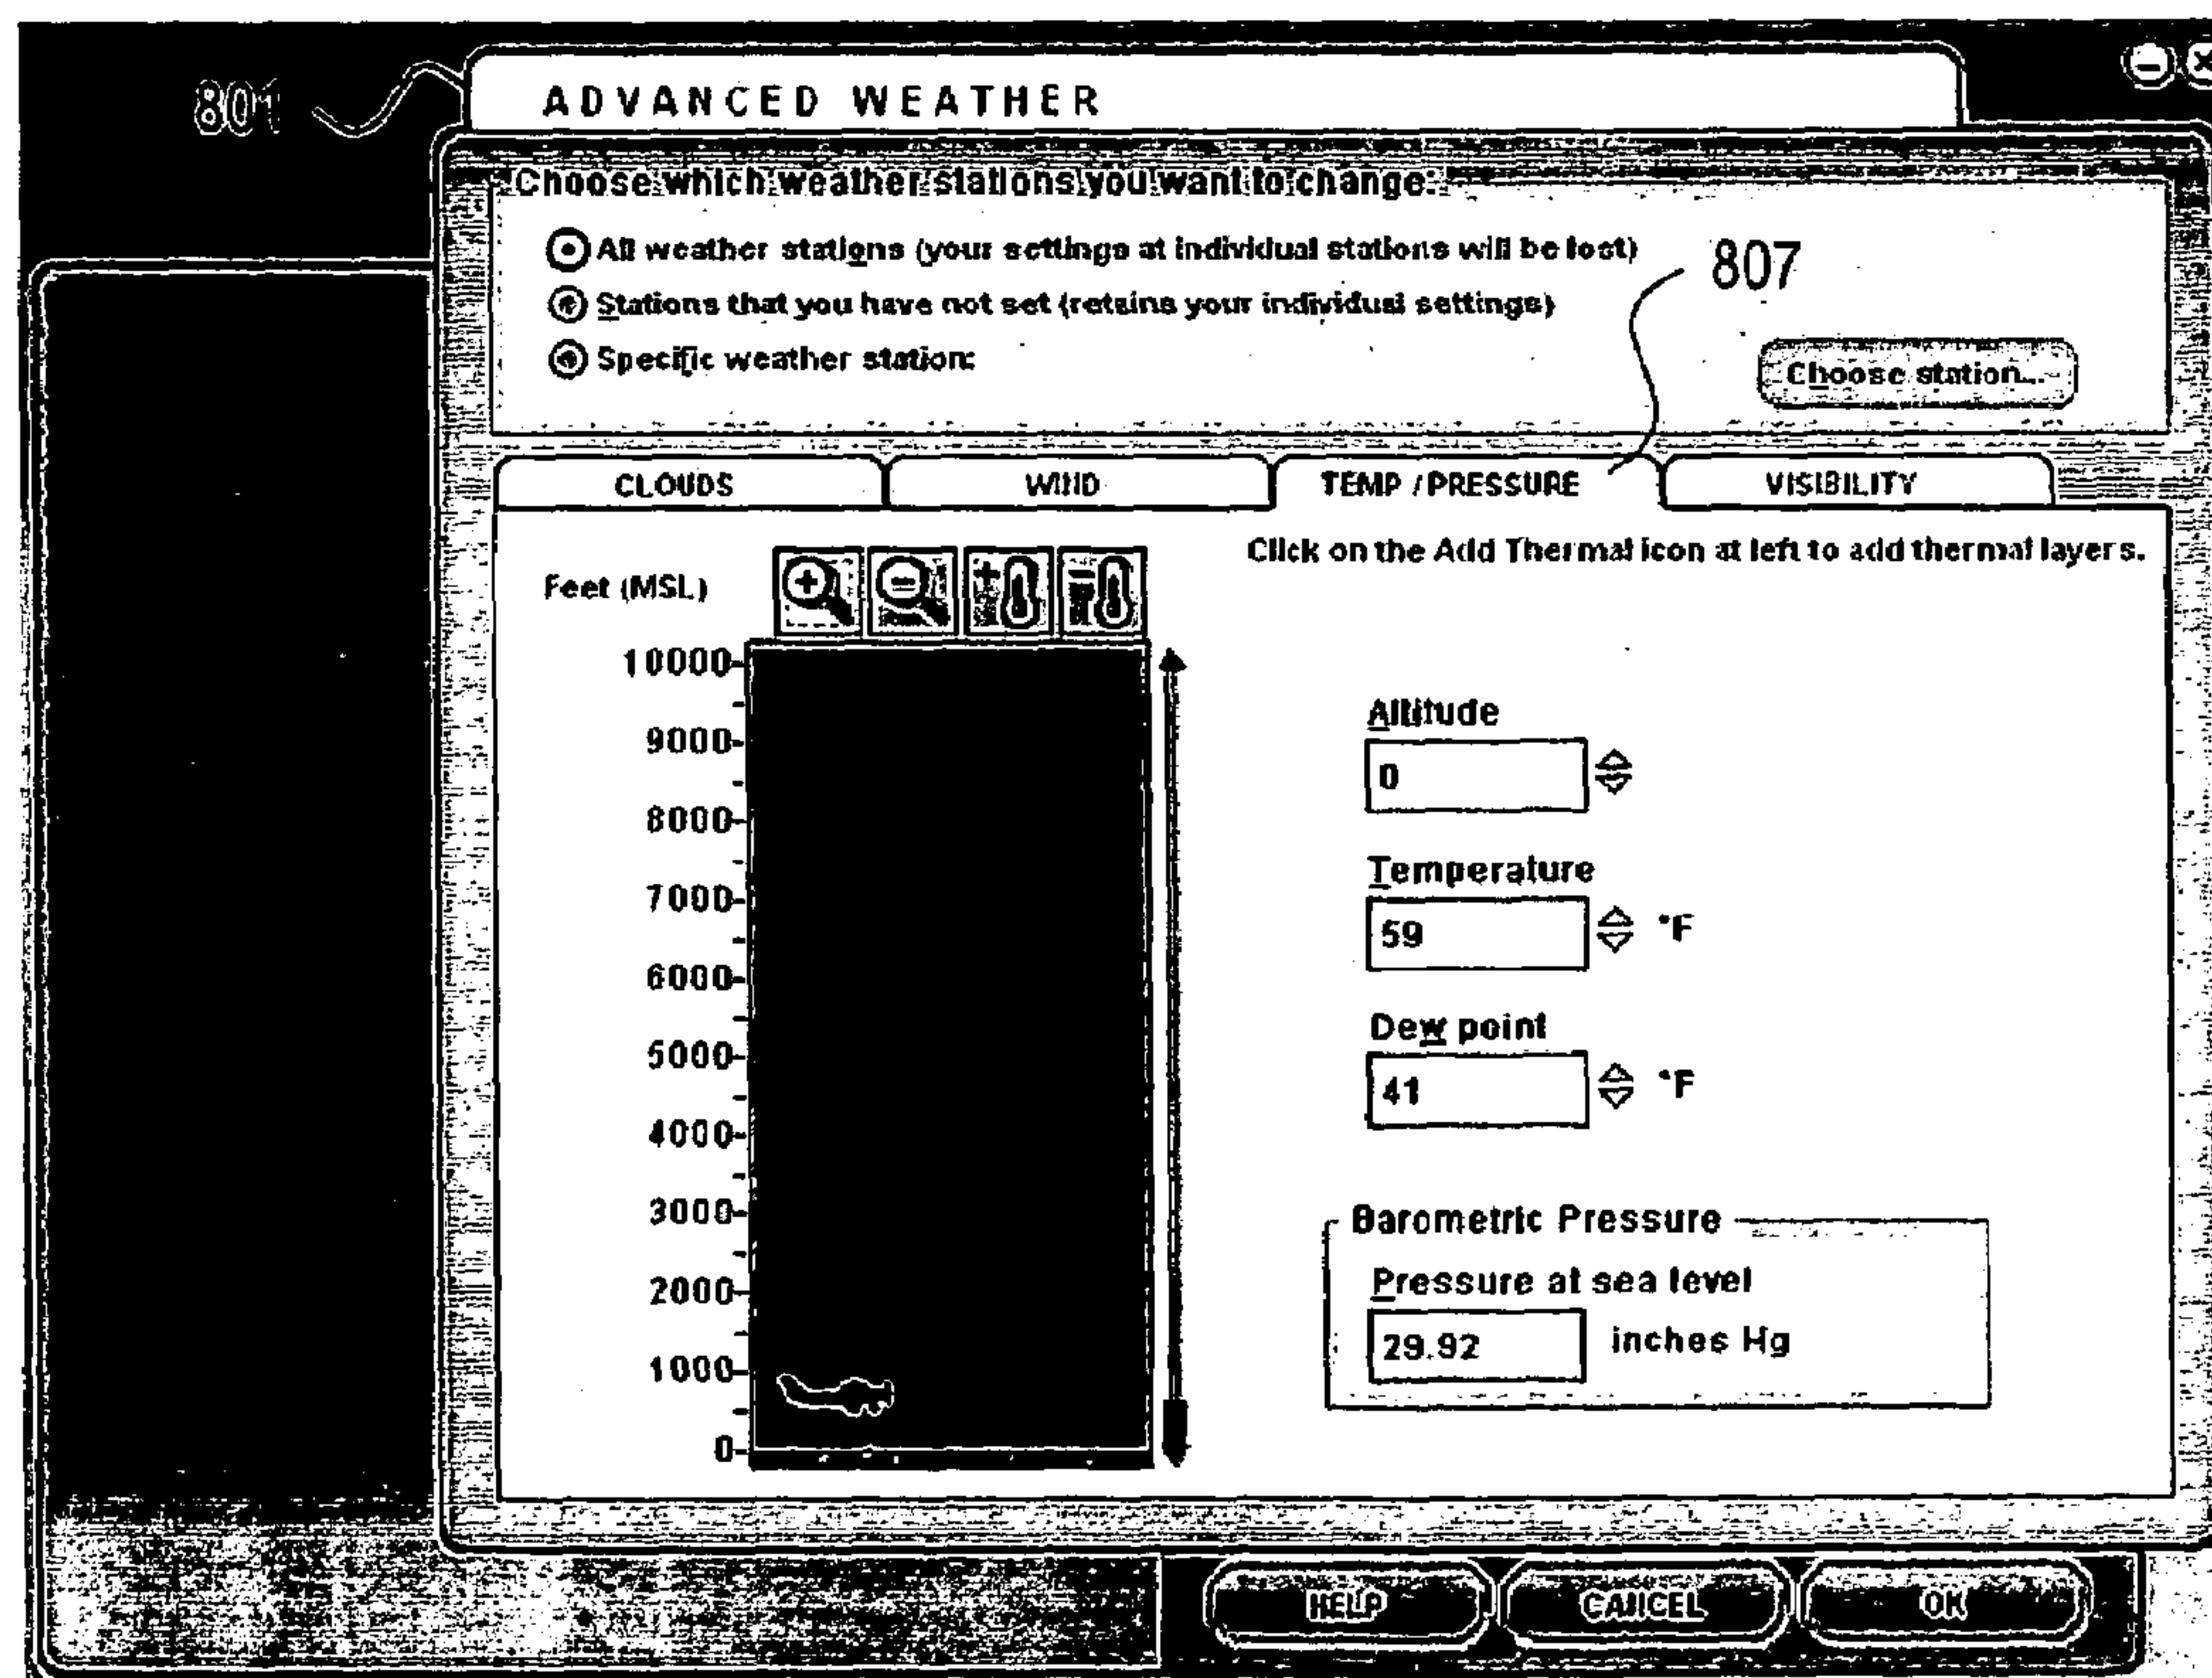 801
ADVANCED WEATHER
Choose which weather stations you want to change:
All weather stations (your settings at individual stations will be lost)
807
Stations that you have not set (retains your individual settings)
Specific weather station:
Choose station...
CLOUDS WIND TEMP / PRESSURE VISIBILITY
Click on the Add Thermal icon at left to add thermal layers.
Feet (MSL)
10000
9000
8000
7000
6000
5000
4000
3000
2000
1000
0
Altitude
0
Temperature
59 °F
Dew point
41 °F
Barometric Pressure
Pressure at sea level
29.92 inches Hg
HELP CANCEL OK